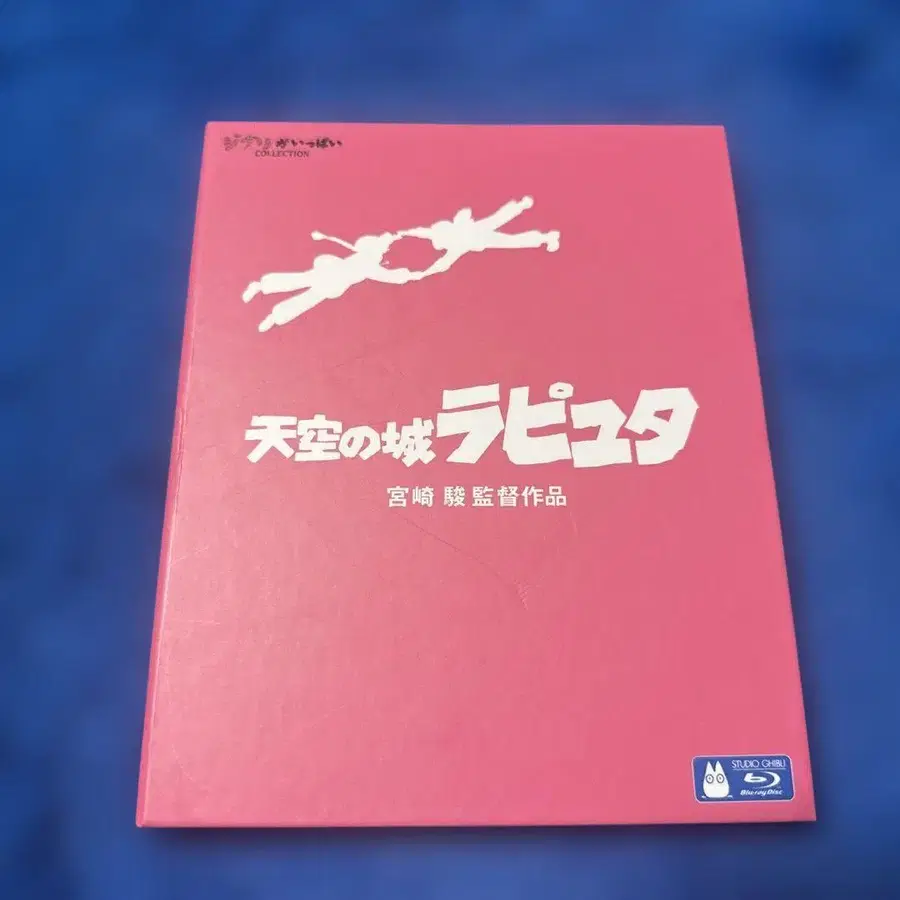 ジブリがいっぱい
COLLECTION
天空の城ラピュタ
宮崎 駿 監督作品
STUDIO GHIBLI
Blu-ray Disc